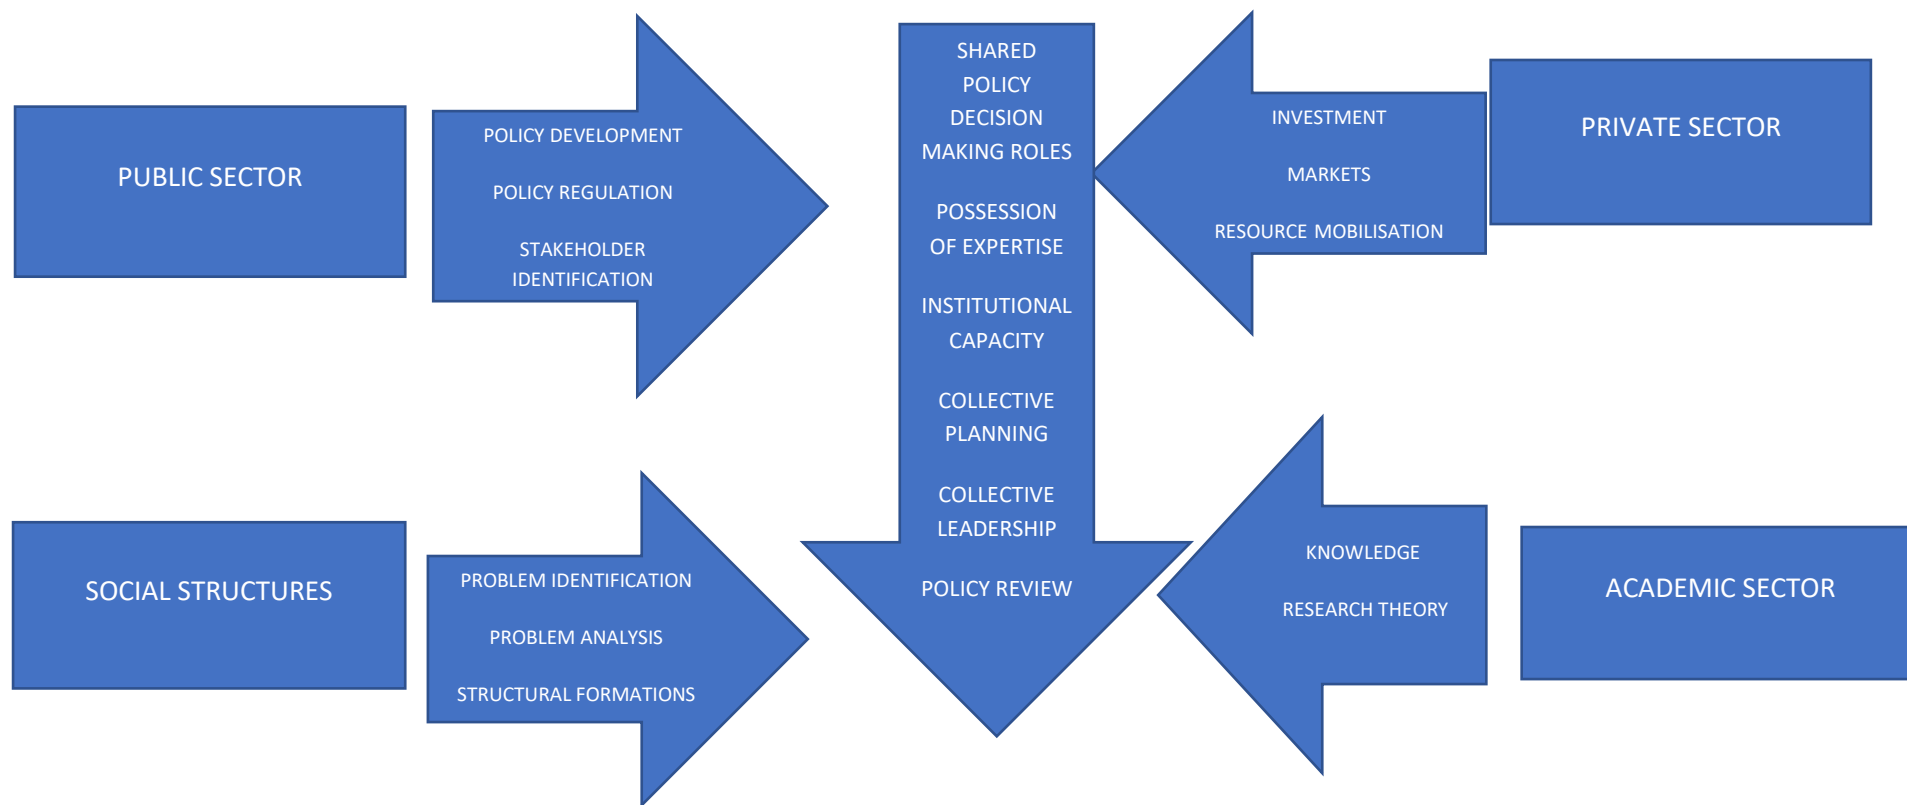 PUBLIC SECTOR
POLICY DEVELOPMENT
POLICY REGULATION
STAKEHOLDER
IDENTIFICATION
SHARED
POLICY
DECISION
MAKING ROLES
POSSESSION
OF EXPERTISE
INSTITUTIONAL
CAPACITY
COLLECTIVE
PLANNING
COLLECTIVE
LEADERSHIP
POLICY REVIEW
INVESTMENT
MARKETS
RESOURCE MOBILISATION
PRIVATE SECTOR
SOCIAL STRUCTURES
PROBLEM IDENTIFICATION
PROBLEM ANALYSIS
STRUCTURAL FORMATIONS
KNOWLEDGE
RESEARCH THEORY
ACADEMIC SECTOR